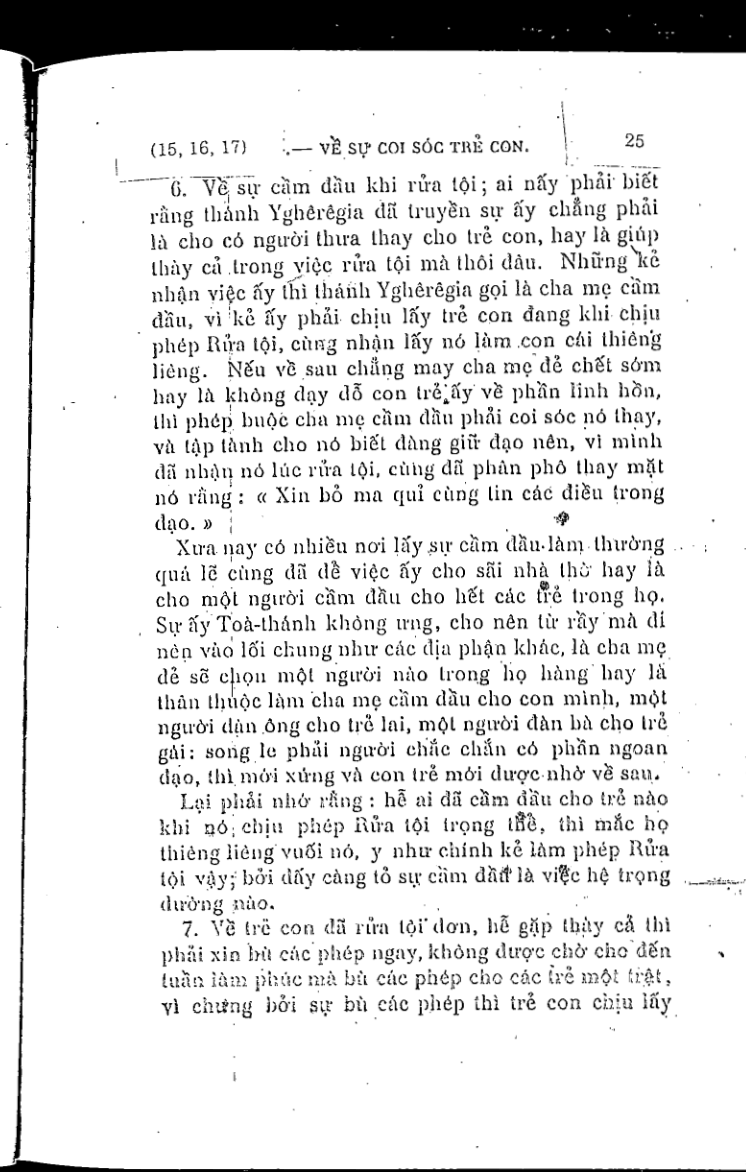 (15, 16, 17) .— VỀ SỰ COI SÓC TRẺ CON. 25
6. Về sự cầm đầu khi rửa tội; ai nấy phải biết
rằng thánh Yghêrêgia đã truyền sự ấy chẳng phải
là cho có người thưa thay cho trẻ con, hay là giúp
thày cả trong việc rửa tội mà thôi đâu. Những kẻ
nhận việc ấy thì thánh Yghêrêgia gọi là cha mẹ cầm
đầu, vì kẻ ấy phải chịu lấy trẻ con đang khi chịu
phép Rửa tội, cùng nhận lấy nó làm con cái thiêng
liêng. Nếu về sau chẳng may cha mẹ đẻ chết sớm
hay là không dạy dỗ con trẻ ấy về phần linh hồn,
thì phép buộc cha mẹ cầm đầu phải coi sóc nó thay,
và tập tành cho nó biết đàng giữ đạo nên, vì mình
đã nhận nó lúc rửa tội, cùng đã phân phô thay mặt
nó rằng : « Xin bỏ ma quỉ cùng tin các điều trong
đạo. »
Xưa nay có nhiều nơi lấy sự cầm đầu làm thường
quá lẽ cùng đã để việc ấy cho sãi nhà thờ hay là
cho một người cầm đầu cho hết các trẻ trong họ.
Sự ấy Toà-thánh không ưng, cho nên từ rầy mà đi
nên vào lối chung như các địa phận khác, là cha mẹ
đẻ sẽ chọn một người nào trong họ hàng hay là
thân thuộc làm cha mẹ cầm đầu cho con mình, một
người đàn ông cho trẻ lai, một người đàn bà cho trẻ
gái: song le phải người chắc chắn có phần ngoan
đạo, thì mới xứng và con trẻ mới được nhờ về sau.
Lại phải nhớ rằng : hễ ai đã cầm đầu cho trẻ nào
khi nó chịu phép Rửa tội trọng thể, thì mắc họ
thiêng liêng vuối nó, y như chính kẻ làm phép Rửa
tội vậy; bởi đấy càng tỏ sự cầm đầu là việc hệ trọng
dường nào.
7. Về trẻ con đã rửa tội đơn, hễ gặp thày cả thì
phải xin bù các phép ngay, không được chờ cho đến
tuần làm phúc mà bù các phép cho các trẻ một trật,
vì chưng bởi sự bù các phép thì trẻ con chịu lấy